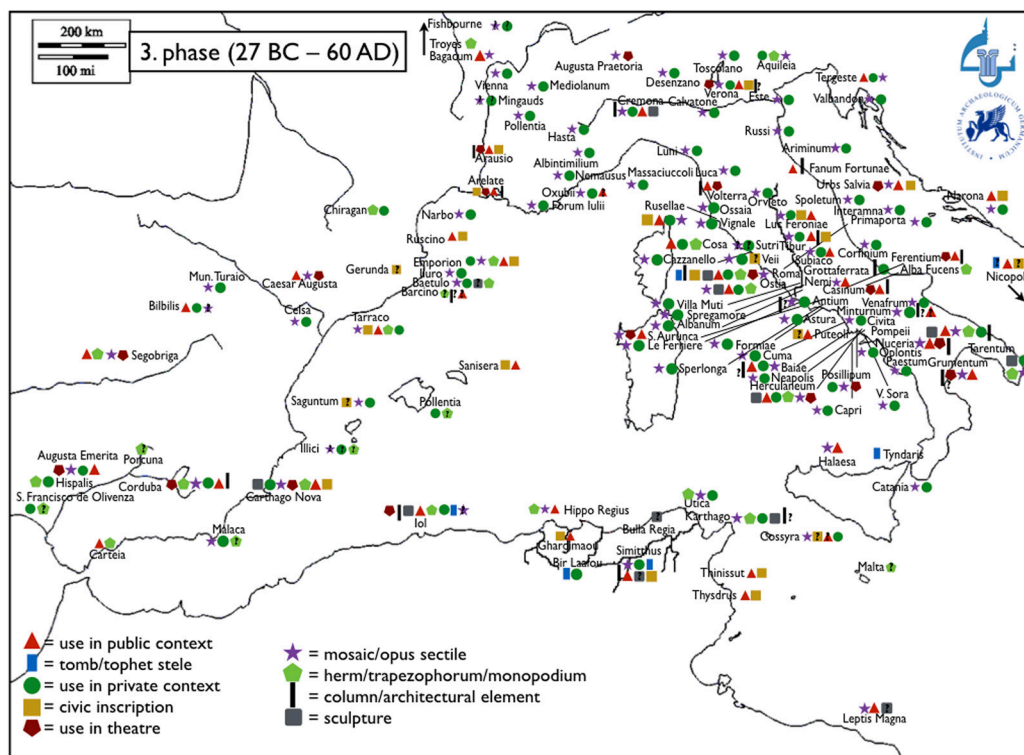 200 km
100 mi
3. phase (27 BC – 60 AD)
Fishbourne
Troyes
Bagacum
Augusta Praetoria
Toscolano
Aquileia
Desenzano
Verona
Tergeste
Vienna
Mediolanum
Cremona
Calvatone
Este
Valbandon
Mingauds
Pollentia
Hasta
Russi
Ariminum
Arausio
Albintimilium
Luni
Fanum Fortunae
Nemausus
Massaciuccoli
Luca
Urbs Salvia
Arelate
Oxubii
Volterra
Orvieto
Spoletum
Narona
Forum Iulii
Rusellae
Ossaia
Interamna
Chiragan
Narbo
Vignale
Luc Feroniae
Primaporta
Ruscino
Cosa
Sutri
Tibur
Corfinium
Gerunda
Emporion
Cazzanello
Veii
Subiaco
Ferentium
Mun. Turaio
Iluro
Grottaferrata
Alba Fucens
Nicopol
Caesar Augusta
Baetulo
Roma
Nemi
Barcino
Ostia
Casinum
Bilbilis
Celsa
Villa Muti
Antium
Venafrum
Tarraco
Spregamore
Minturnum
Albanum
Astura
Civita
S. Aurunca
Puteoli
Pompeii
Segobriga
Le Ferriere
Formiae
Nuceria
Tarentum
Sanisera
Cuma
Oplontis
Sperlonga
Baiae
Paestum
Grumentum
Saguntum
Neapolis
Posillipum
Pollentia
Herculaneum
V. Sora
Capri
Illici
Augusta Emerita
Porcuna
Halaesa
Tyndaris
Hispalis
Corduba
Carthago Nova
Catania
S. Francisco de Olivenza
Utica
Iol
Hippo Regius
Karthago
Malaca
Bulla Regia
Cossyra
Carteia
Ghardimaou
Simitthus
Malta
Bir Laafou
Thinissut
Thysdrus
Leptis Magna
= use in public context
= tomb/tophet stele
= use in private context
= civic inscription
= use in theatre
= mosaic/opus sectile
= herm/trapezophorum/monopodium
= column/architectural element
= sculpture